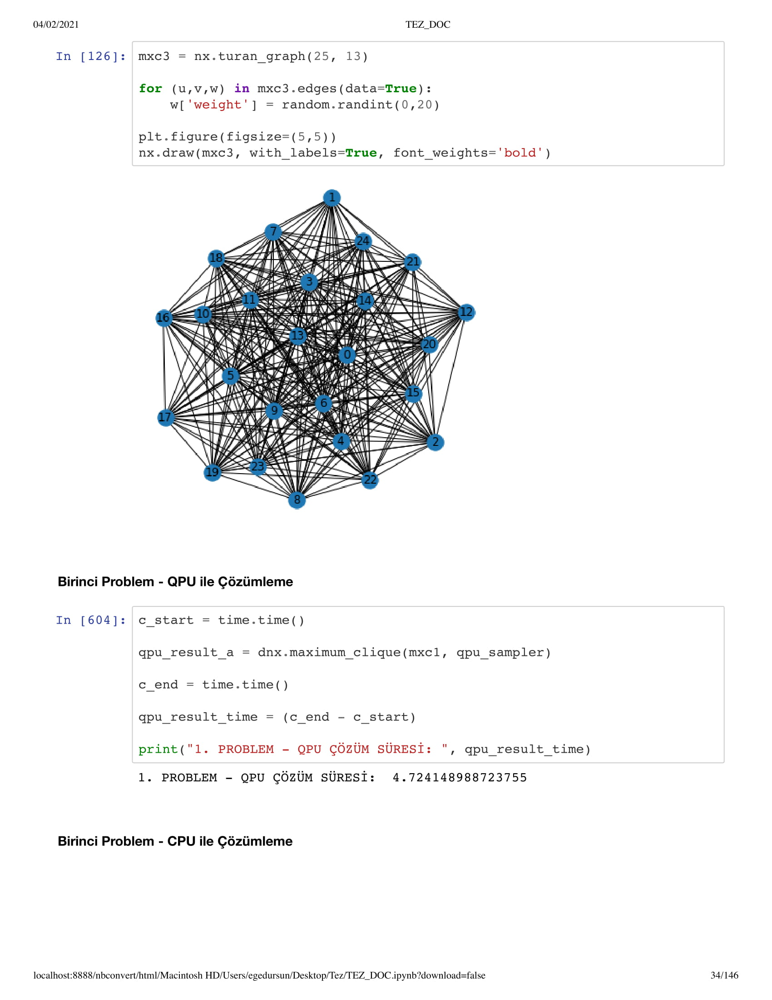 04/02/2021 TEZ_DOC
In [126]: mxc3 = nx.turan_graph(25, 13)
for (u,v,w) in mxc3.edges(data=True):
    w['weight'] = random.randint(0,20)
plt.figure(figsize=(5,5))
nx.draw(mxc3, with_labels=True, font_weights='bold')
1
7
24
18
21
3
11
14
12
10
16
13
20
0
5
15
6
9
17
4
2
23
19
22
8
Birinci Problem - QPU ile Çözümleme
In [604]: c_start = time.time()
qpu_result_a = dnx.maximum_clique(mxc1, qpu_sampler)
c_end = time.time()
qpu_result_time = (c_end - c_start)
print("1. PROBLEM - QPU ÇÖZÜM SÜRESİ: ", qpu_result_time)
1. PROBLEM - QPU ÇÖZÜM SÜRESİ:  4.724148988723755
Birinci Problem - CPU ile Çözümleme
localhost:8888/nbconvert/html/Macintosh HD/Users/egedursun/Desktop/Tez/TEZ_DOC.ipynb?download=false 34/146